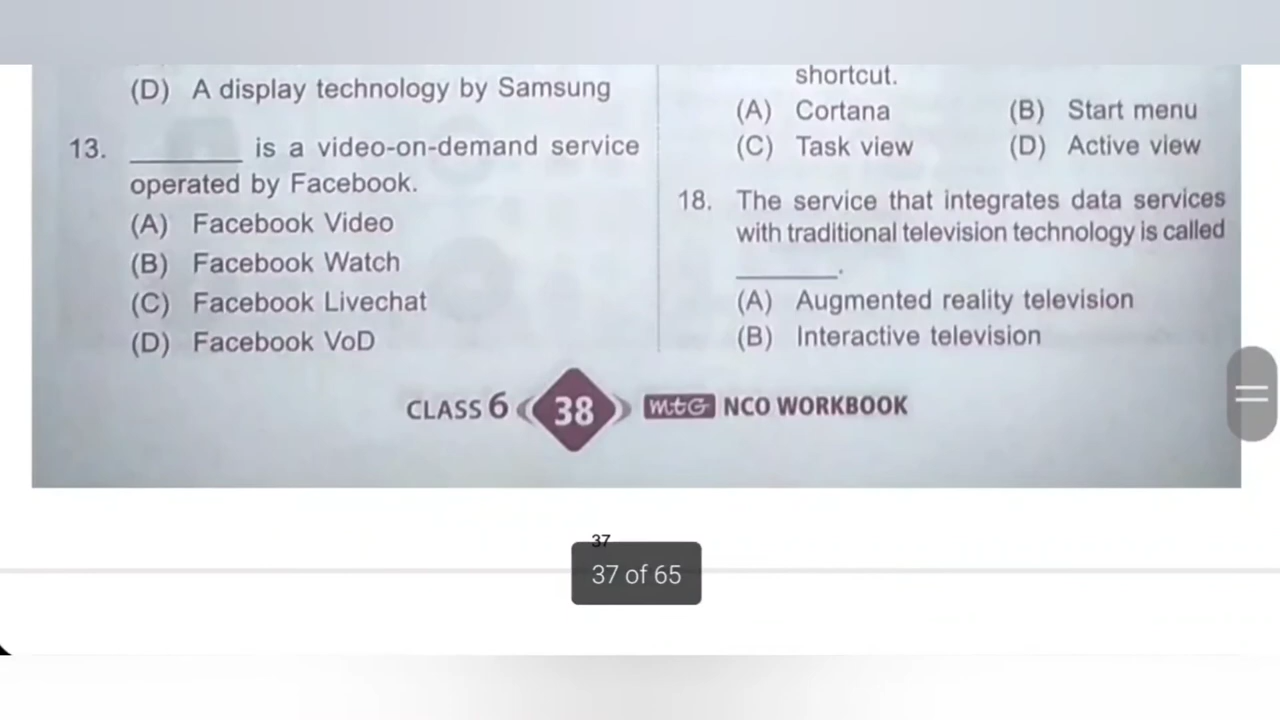 (D) A display technology by Samsung
13. ________ is a video-on-demand service
operated by Facebook.
(A) Facebook Video
(B) Facebook Watch
(C) Facebook Livechat
(D) Facebook VoD
shortcut.
(A) Cortana (B) Start menu
(C) Task view (D) Active view
18. The service that integrates data services
with traditional television technology is called
________.
(A) Augmented reality television
(B) Interactive television
CLASS 6 38 mtG NCO WORKBOOK
37
37 of 65